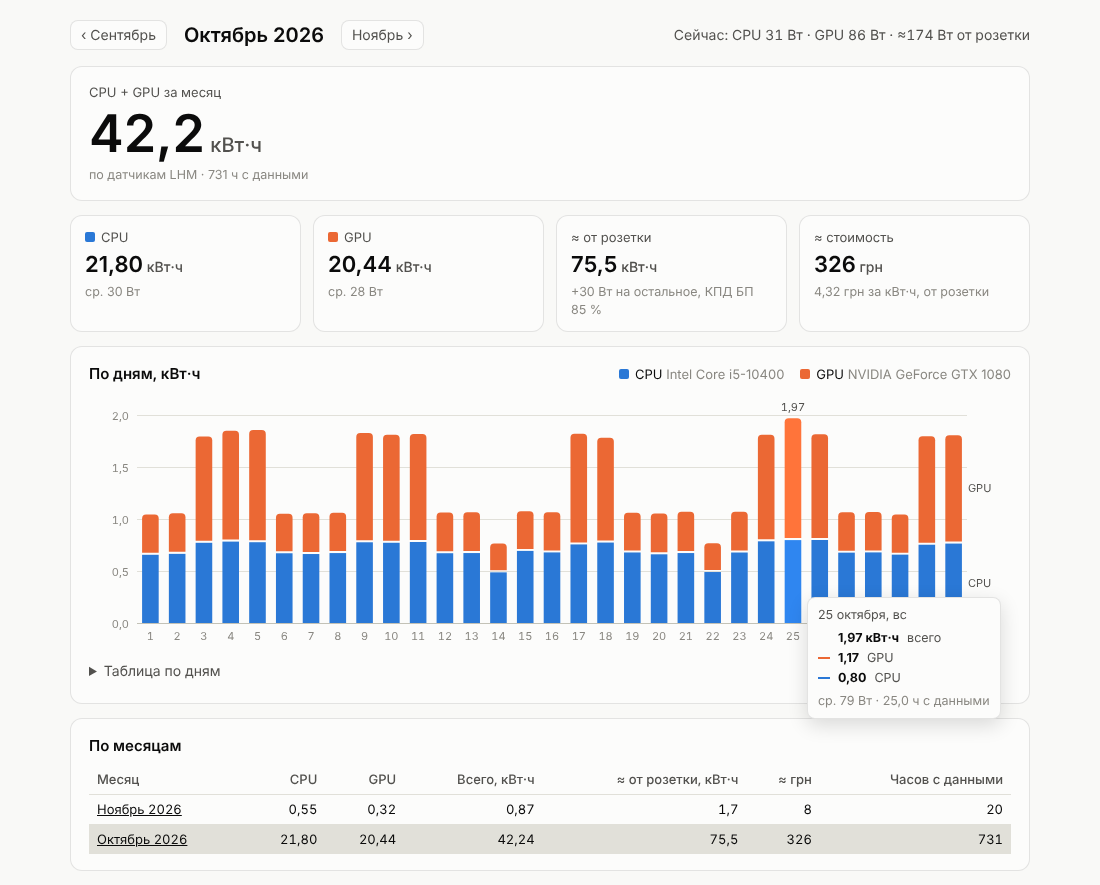 ‹ Сентябрь
Октябрь 2026
Ноябрь ›
Сейчас: CPU 31 Вт · GPU 86 Вт · ≈174 Вт от розетки
CPU + GPU за месяц
42,2 кВт·ч
по датчикам LHM · 731 ч с данными
CPU
21,80 кВт·ч
ср. 30 Вт
GPU
20,44 кВт·ч
ср. 28 Вт
≈ от розетки
75,5 кВт·ч
+30 Вт на остальное, КПД БП
85 %
≈ стоимость
326 грн
4,32 грн за кВт·ч, от розетки
По дням, кВт·ч
CPU Intel Core i5-10400
GPU NVIDIA GeForce GTX 1080
1,97
2,0
1,5
GPU
1,0
CPU
0,5
0,0
1 2 3 4 5 6 7 8 9 10 11 12 13 14 15 16 17 18 19 20 21 22 23 24 25
25 октября, вс
1,97 кВт·ч всего
1,17 GPU
0,80 CPU
ср. 79 Вт · 25,0 ч с данными
▶ Таблица по дням
По месяцам
Месяц CPU GPU Всего, кВт·ч ≈ от розетки, кВт·ч ≈ грн Часов с данными
Ноябрь 2026 0,55 0,32 0,87 1,7 8 20
Октябрь 2026 21,80 20,44 42,24 75,5 326 731